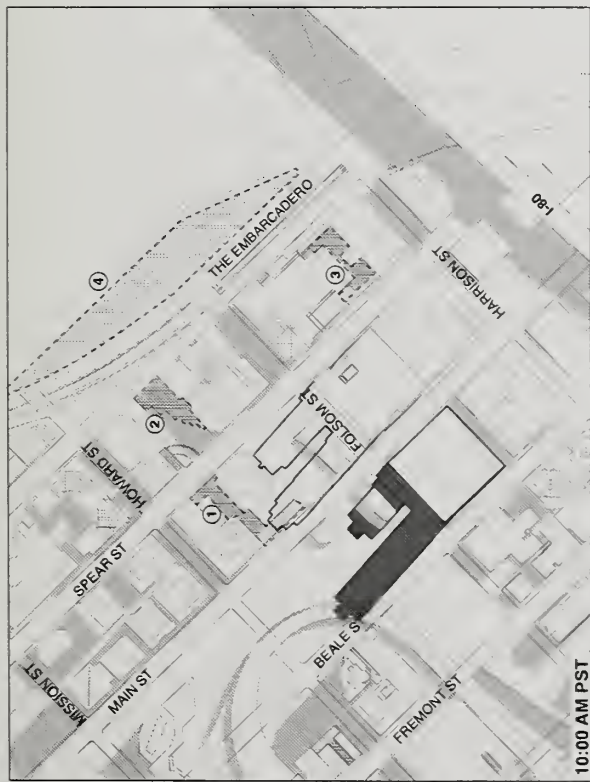 MISSION ST
MAIN ST
SPEAR ST
HOWARD ST
THE EMBARCADERO
FOLSOM ST
HARRISON ST
I-80
BEALE S
FREMONT ST
1
2
3
4
10:00 AM PST